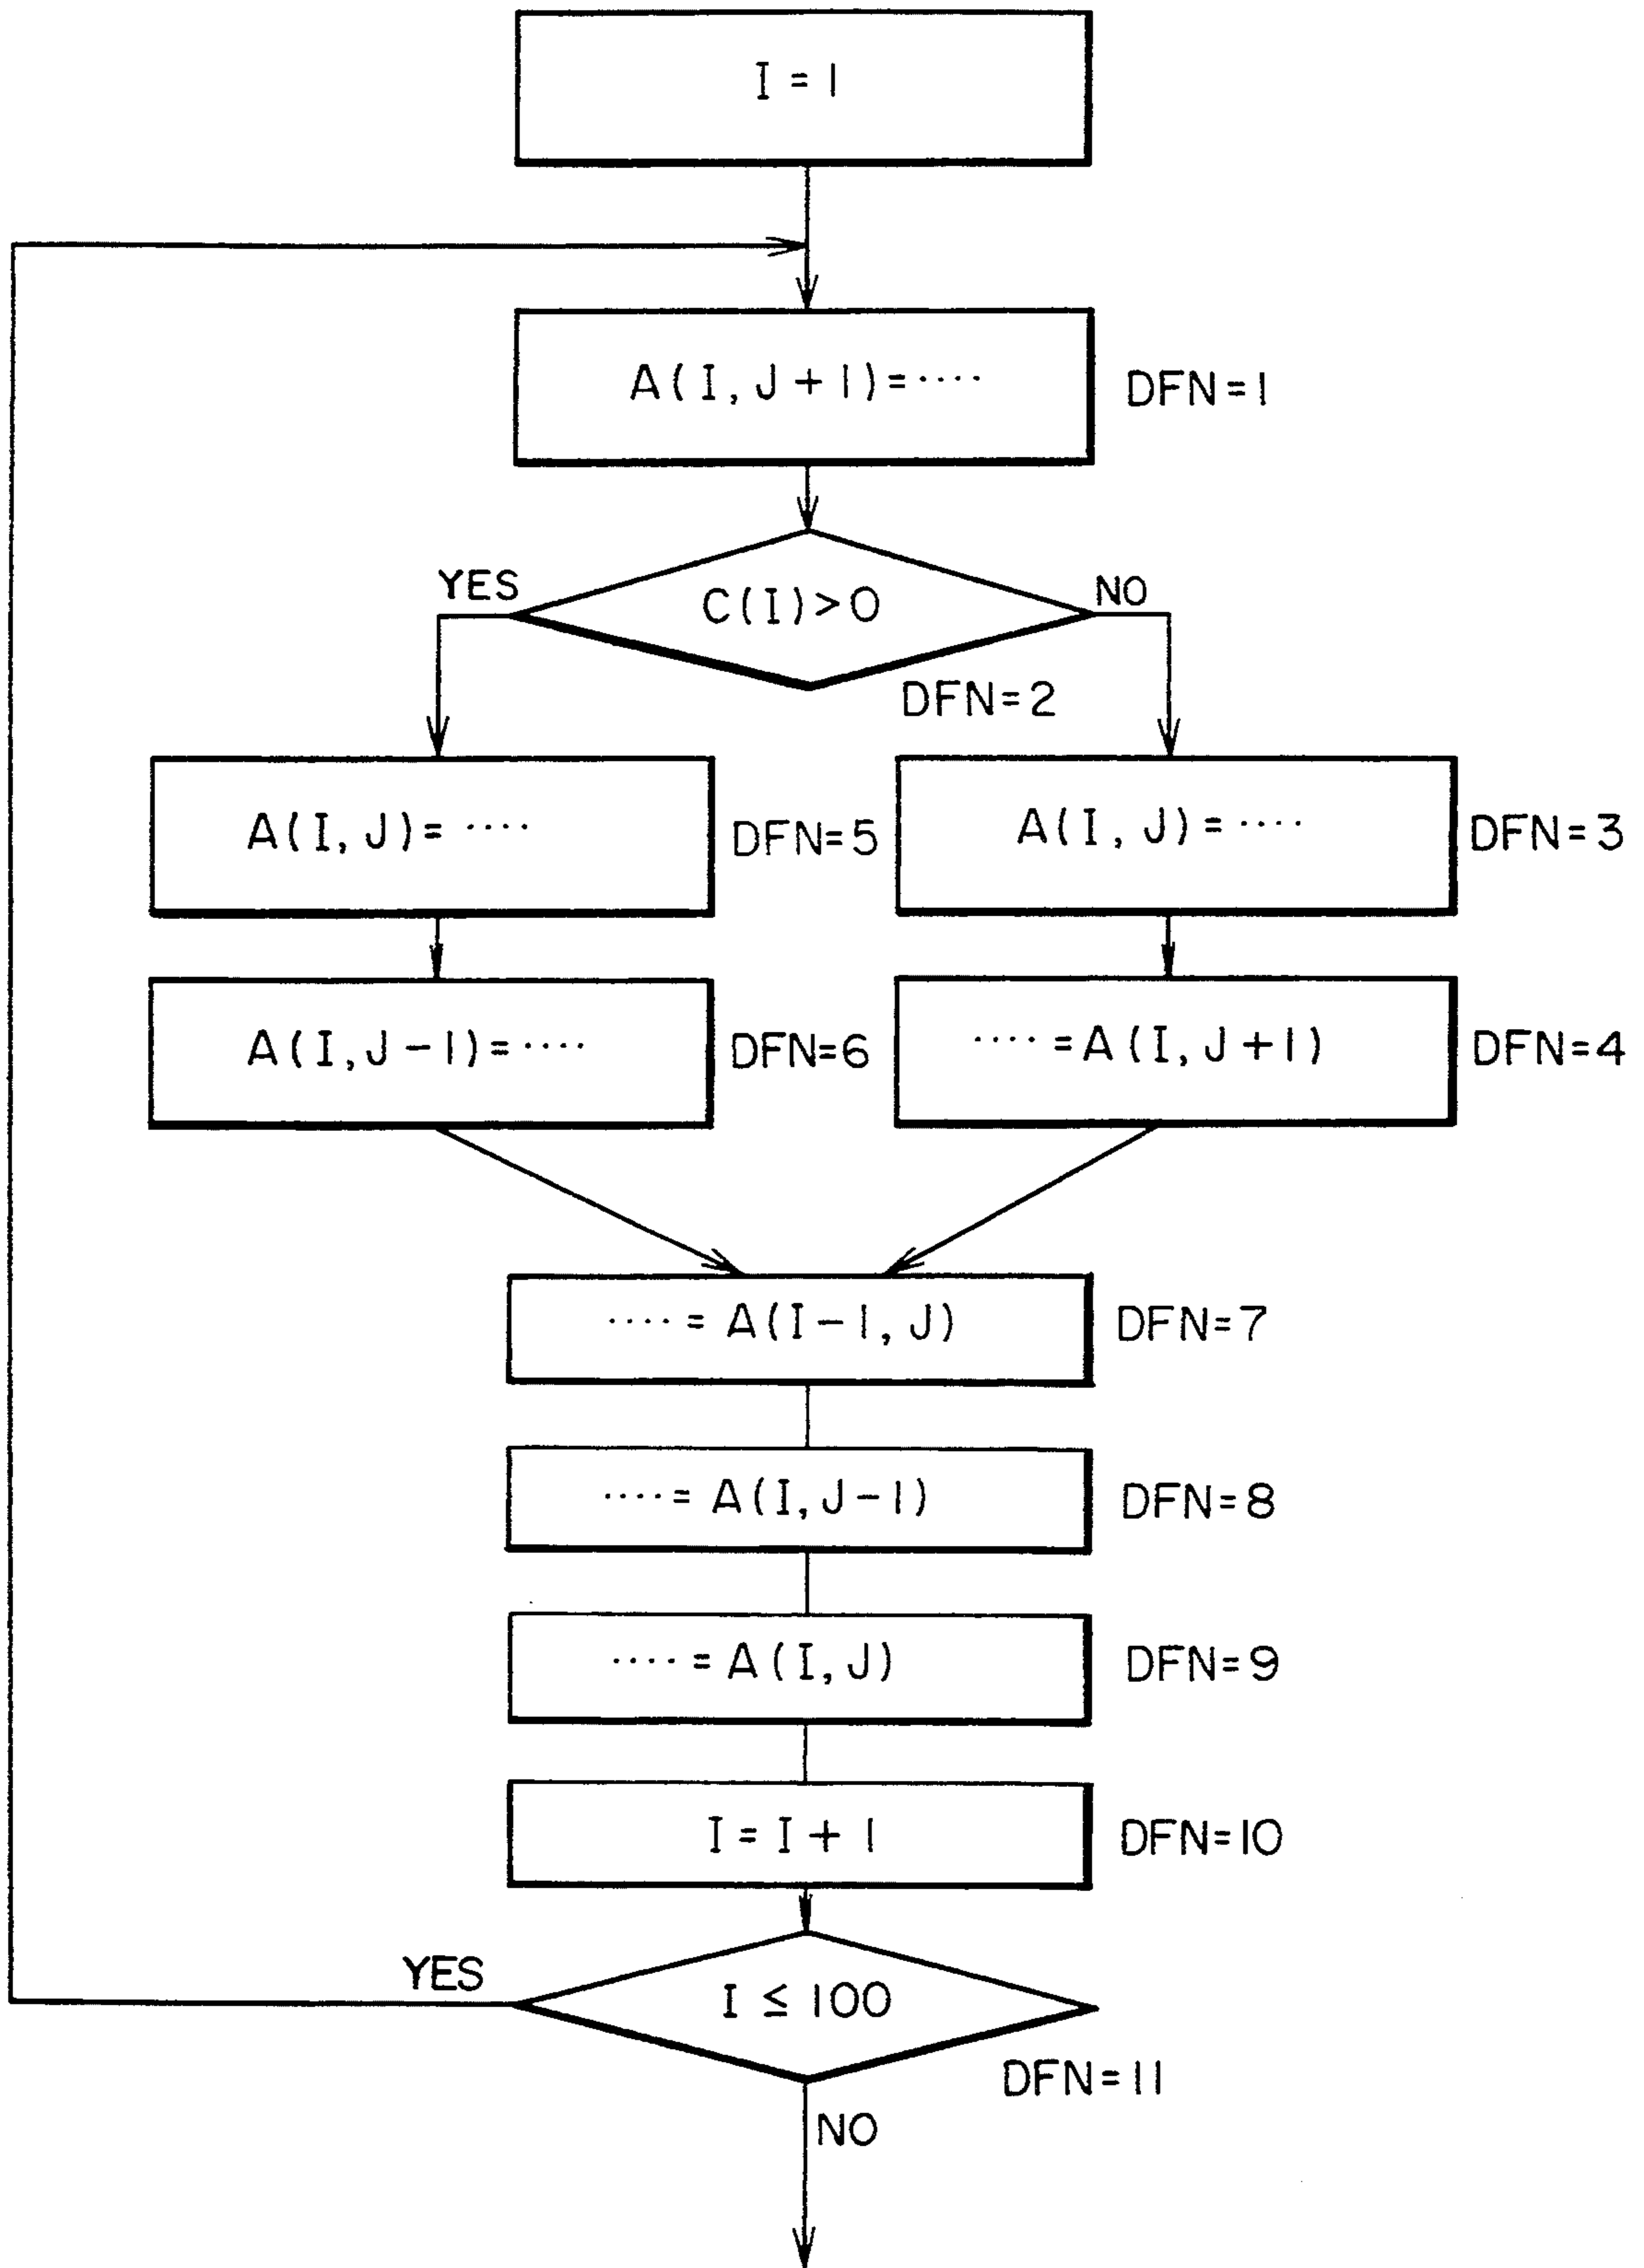 I = 1
A(I, J+1)=····
DFN=1
YES
C(I)>0
NO
DFN=2
A(I, J)= ····
DFN=5
A(I, J)= ····
DFN=3
A(I, J-1)=····
DFN=6
···· =A(I, J+1)
DFN=4
···· = A(I-1, J)
DFN=7
····= A(I, J-1)
DFN=8
····= A(I, J)
DFN=9
I= I+ 1
DFN=10
YES
I ≤ 100
DFN=11
NO